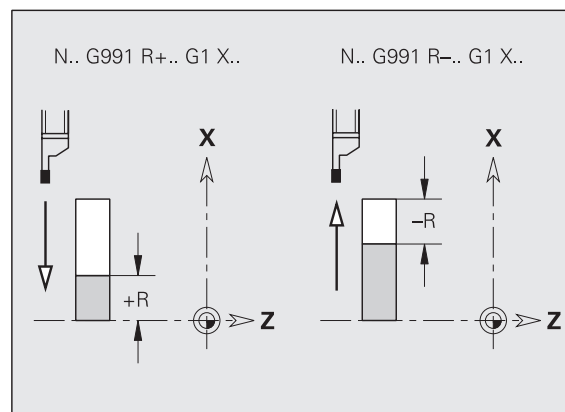 N.. G991 R+.. G1 X..
N.. G991 R–.. G1 X..
X
X
–R
+R
Z
Z